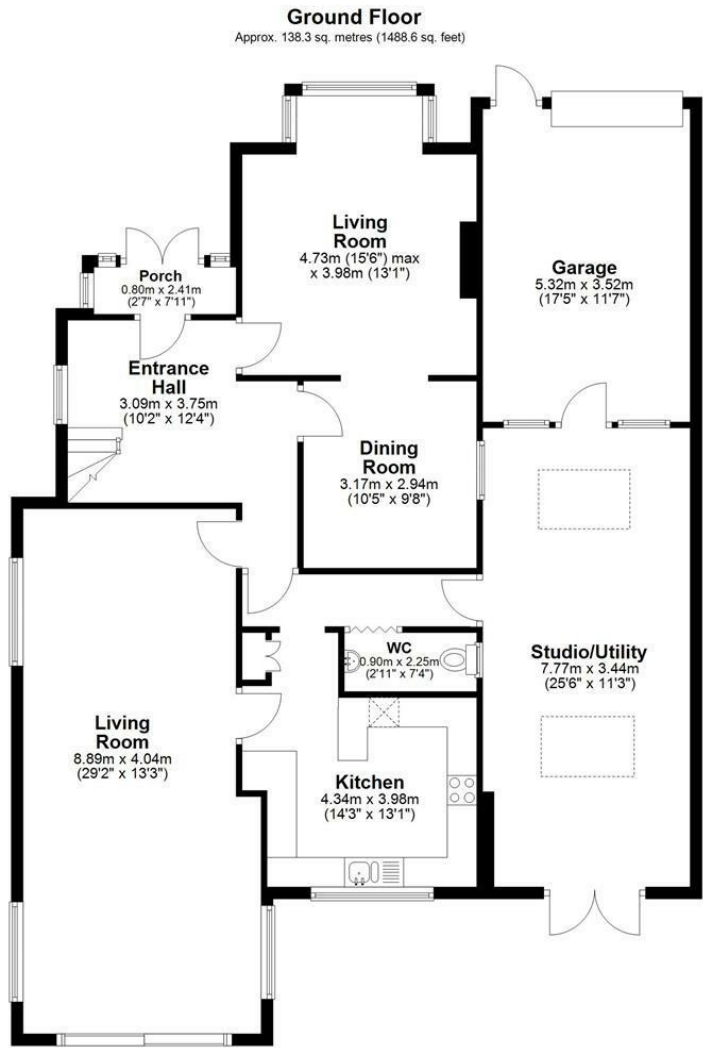 Ground Floor
Approx. 138.3 sq. metres (1488.6 sq. feet)
Living
Room
4.73m (15'6") max
x 3.98m (13'1")
Garage
5.32m x 3.52m
(17'5" x 11'7")
Porch
0.80m x 2.41m
(2'7" x 7'11")
Entrance
Hall
3.09m x 3.75m
(10'2" x 12'4")
Dining
Room
3.17m x 2.94m
(10'5" x 9'8")
WC
0.90m x 2.25m
(2'11" x 7'4")
Studio/Utility
7.77m x 3.44m
(25'6" x 11'3")
Living
Room
8.89m x 4.04m
(29'2" x 13'3")
Kitchen
4.34m x 3.98m
(14'3" x 13'1")